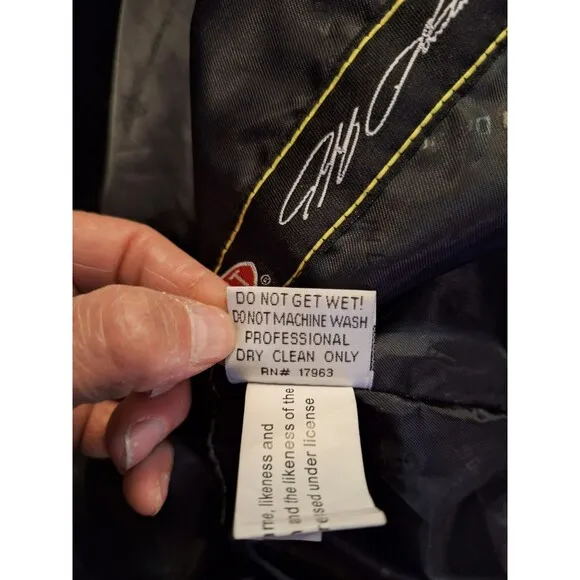 DO NOT GET WET!
DO NOT MACHINE WASH
PROFESSIONAL
DRY CLEAN ONLY
RN# 17963
likeness and
and the likeness of the
under license